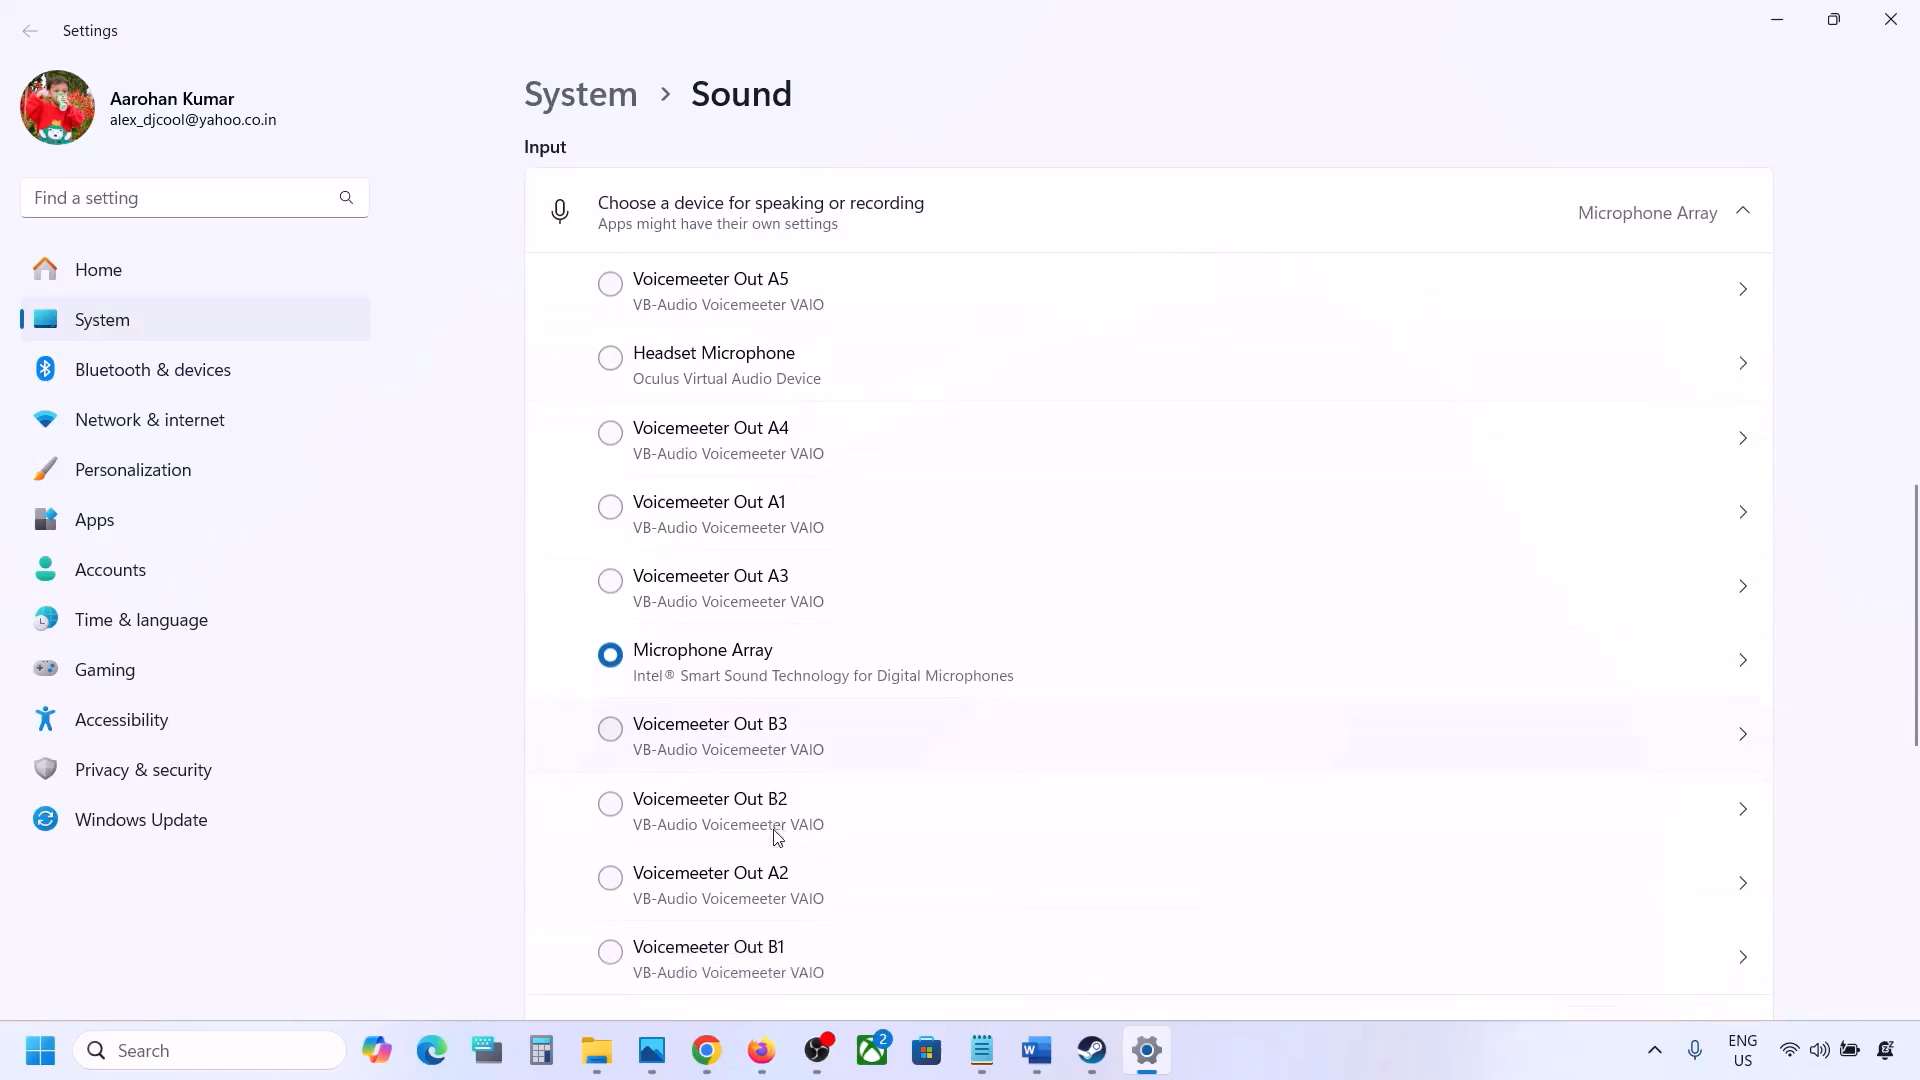 Settings
Aarohan Kumar
alex_djcool@yahoo.co.in
Find a setting
Home
System
Bluetooth & devices
Network & internet
Personalization
Apps
Accounts
Time & language
Gaming
Accessibility
Privacy & security
Windows Update
System > Sound
Input
Choose a device for speaking or recording
Apps might have their own settings
Microphone Array
Voicemeeter Out A5
VB-Audio Voicemeeter VAIO
Headset Microphone
Oculus Virtual Audio Device
Voicemeeter Out A4
VB-Audio Voicemeeter VAIO
Voicemeeter Out A1
VB-Audio Voicemeeter VAIO
Voicemeeter Out A3
VB-Audio Voicemeeter VAIO
Microphone Array
Intel® Smart Sound Technology for Digital Microphones
Voicemeeter Out B3
VB-Audio Voicemeeter VAIO
Voicemeeter Out B2
VB-Audio Voicemeeter VAIO
Voicemeeter Out A2
VB-Audio Voicemeeter VAIO
Voicemeeter Out B1
VB-Audio Voicemeeter VAIO
Search
2
ENG
US